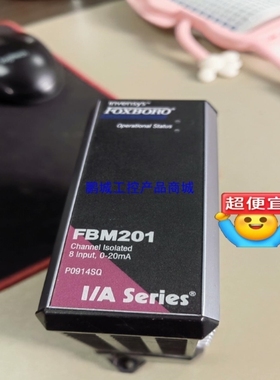 invensys
FOXBORO
Operational Status
鹏城工控产品商城
超便宜
FBM201
Channel Isolated
8 Input, 0-20mA
P0914SQ
I/A Series®